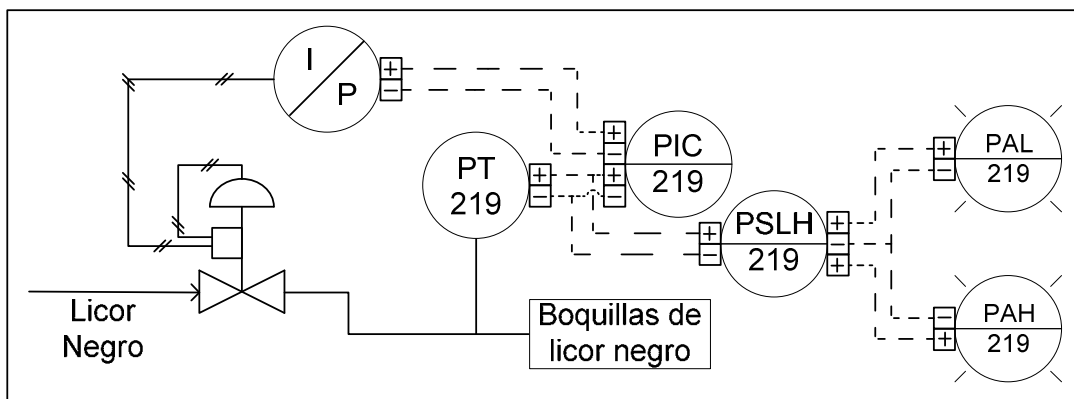 I
P
+
−
PT
219
+
−
+
−
+
−
PIC
219
+
−
PSLH
219
+
−
+
+
−
PAL
219
−
+
PAH
219
Licor
Negro
Boquillas de
licor negro